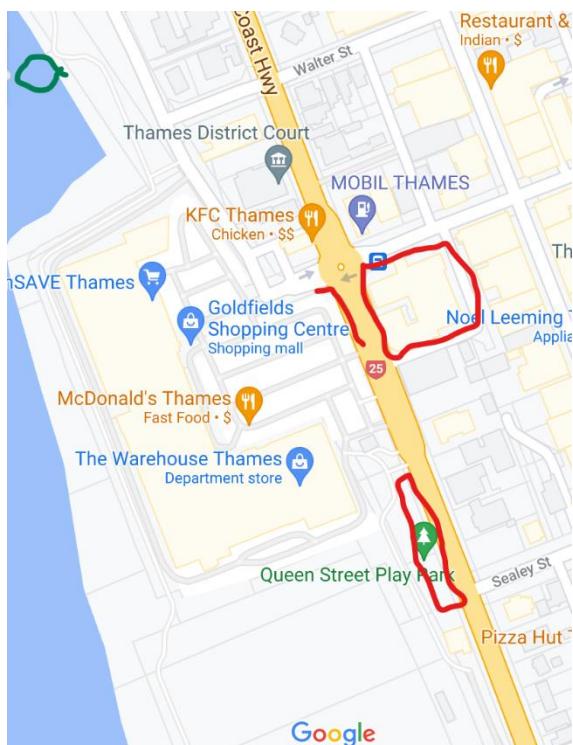 Restaurant &
Indian • $
Coast Hwy
Walter St
Thames District Court
MOBIL THAMES
KFC Thames
Chicken • $$
nSAVE Thames
Th
Goldfields
Shopping Centre
Shopping mall
Noel Leeming T
Applia
25
McDonald's Thames
Fast Food • $
The Warehouse Thames
Department store
Queen Street Play Park
Sealey St
Pizza Hut T
Google